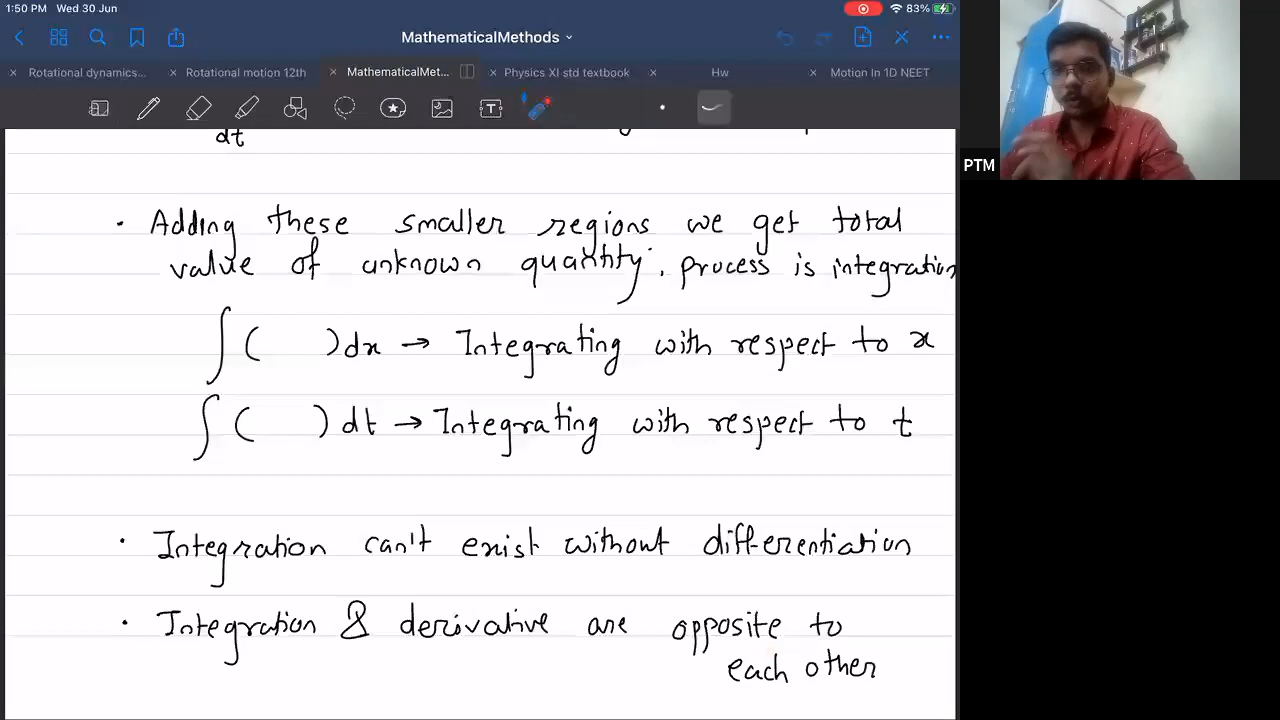 1:50 PM Wed 30 Jun
83%
MathematicalMethods
Rotational dynamics...
Rotational motion 12th
MathematicalMet...
Physics XI std textbook
Hw
Motion In 1D NEET
PTM
dt
• Adding these smaller regions we get total
value of unknown quantity. process is integration
∫( )dx → Integrating with respect to x
∫( )dt → Integrating with respect to t
• Integration can't exist without differentiation
• Integration & derivative are opposite to
each other